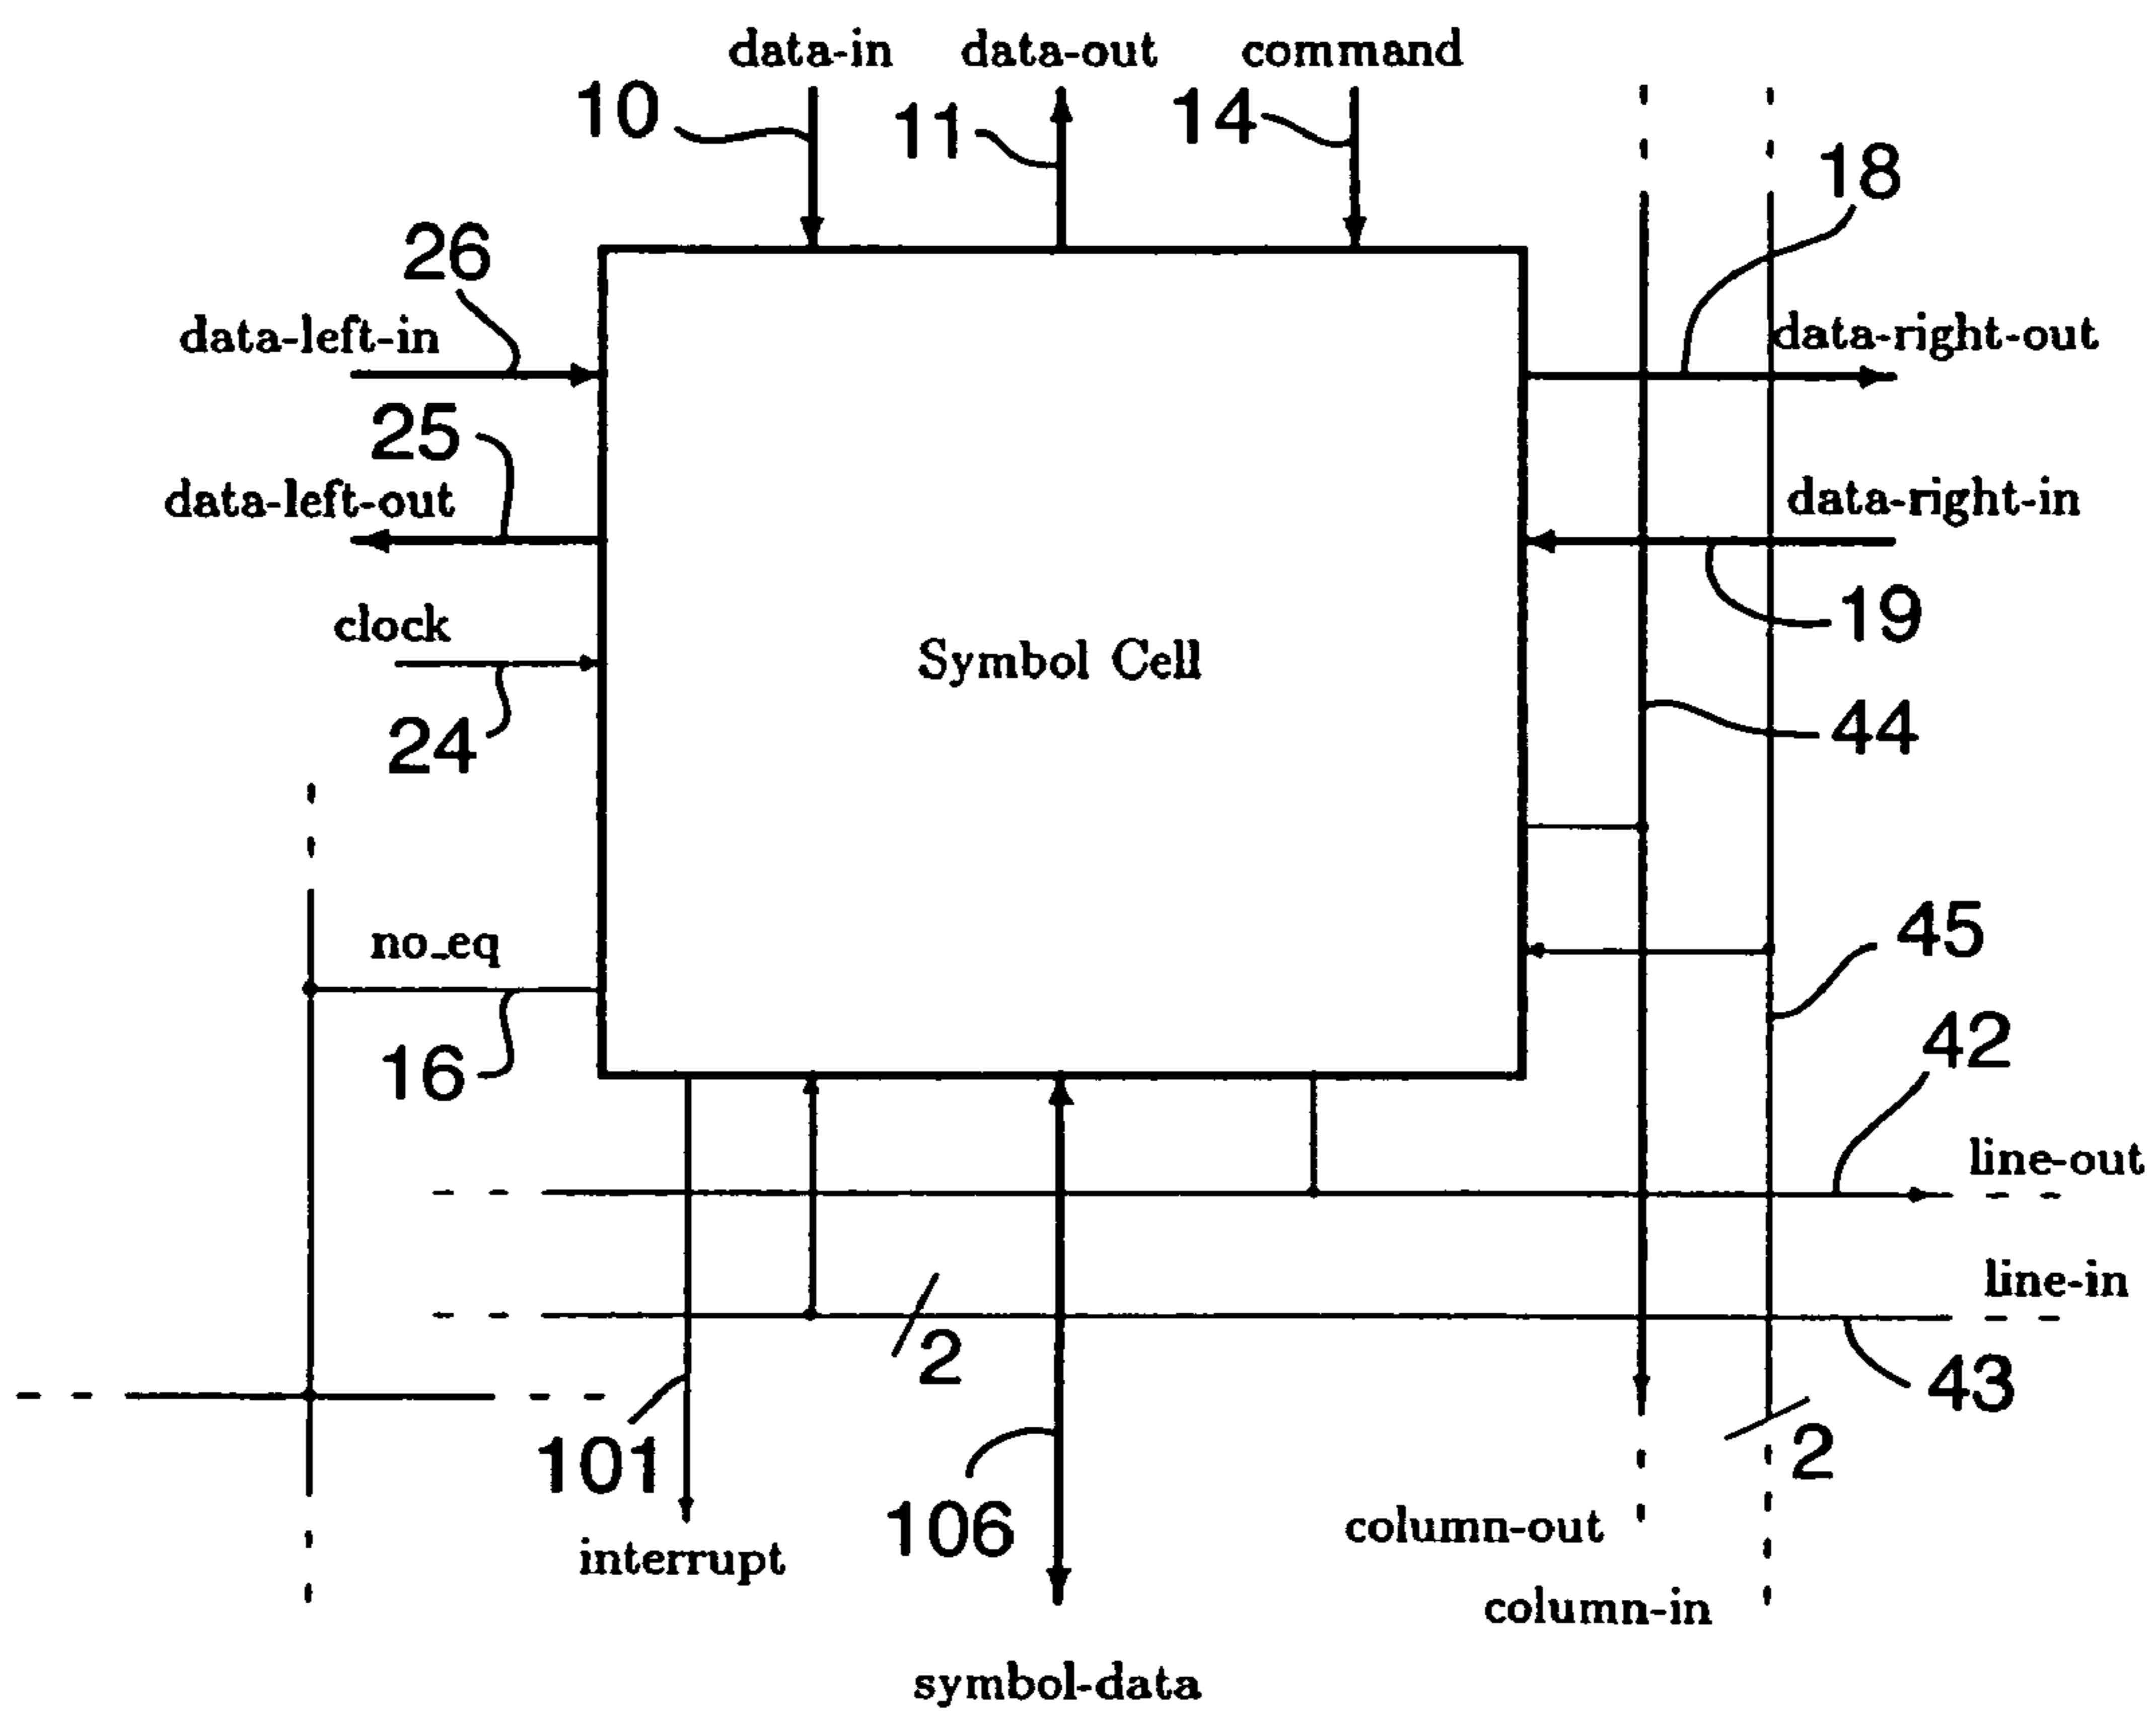 data-in data-out command
10 11 14
18
26
data-left-in data-right-out
25
data-left-out data-right-in
clock 19
Symbol Cell
24 44
no_eq 45
16 42
line-out
line-in
2 43
101 2
106 column-out
interrupt
column-in
symbol-data